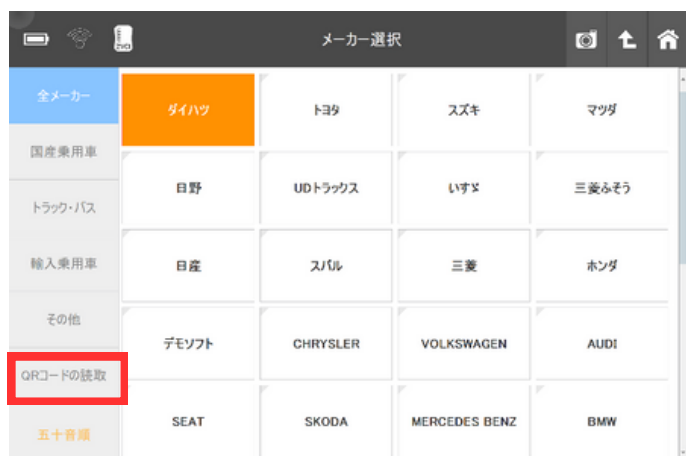 メーカー選択
全メーカー
国産乗用車
トラック・バス
輸入乗用車
その他
QRコードの読取
五十音順
ダイハツ トヨタ スズキ マツダ
日野 UDトラックス いすゞ 三菱ふそう
日産 スバル 三菱 ホンダ
デモソフト CHRYSLER VOLKSWAGEN AUDI
SEAT SKODA MERCEDES BENZ BMW